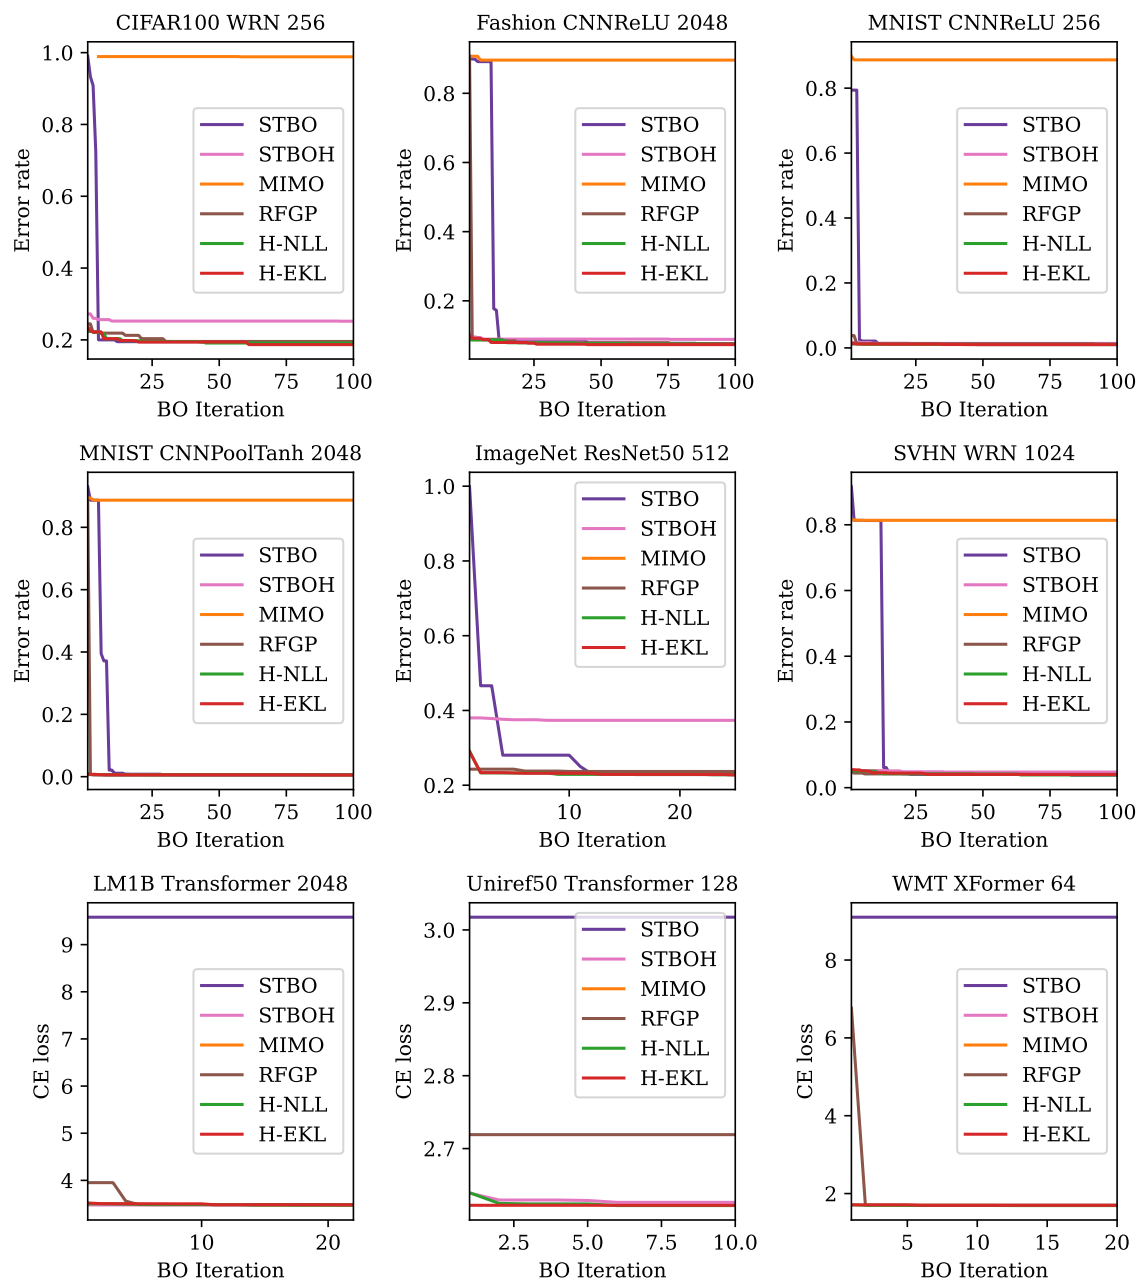 CIFAR100 WRN 256
Error rate
1.0
0.8
0.6
0.4
0.2
STBO
STBOH
MIMO
RFGP
H-NLL
H-EKL
25 50 75 100
BO Iteration
Fashion CNNReLU 2048
Error rate
0.8
0.6
0.4
0.2
STBO
STBOH
MIMO
RFGP
H-NLL
H-EKL
25 50 75 100
BO Iteration
MNIST CNNReLU 256
Error rate
0.8
0.6
0.4
0.2
0.0
STBO
STBOH
MIMO
RFGP
H-NLL
H-EKL
25 50 75 100
BO Iteration
MNIST CNNPoolTanh 2048
Error rate
0.8
0.6
0.4
0.2
0.0
STBO
STBOH
MIMO
RFGP
H-NLL
H-EKL
25 50 75 100
BO Iteration
ImageNet ResNet50 512
Error rate
1.0
0.8
0.6
0.4
0.2
STBO
STBOH
MIMO
RFGP
H-NLL
H-EKL
10 20
BO Iteration
SVHN WRN 1024
Error rate
0.8
0.6
0.4
0.2
0.0
STBO
STBOH
MIMO
RFGP
H-NLL
H-EKL
25 50 75 100
BO Iteration
LM1B Transformer 2048
CE loss
9
8
7
6
5
4
STBO
STBOH
MIMO
RFGP
H-NLL
H-EKL
10 20
BO Iteration
Uniref50 Transformer 128
CE loss
3.0
2.9
2.8
2.7
STBO
STBOH
MIMO
RFGP
H-NLL
H-EKL
2.5 5.0 7.5 10.0
BO Iteration
WMT XFormer 64
CE loss
8
6
4
2
STBO
STBOH
MIMO
RFGP
H-NLL
H-EKL
5 10 15 20
BO Iteration